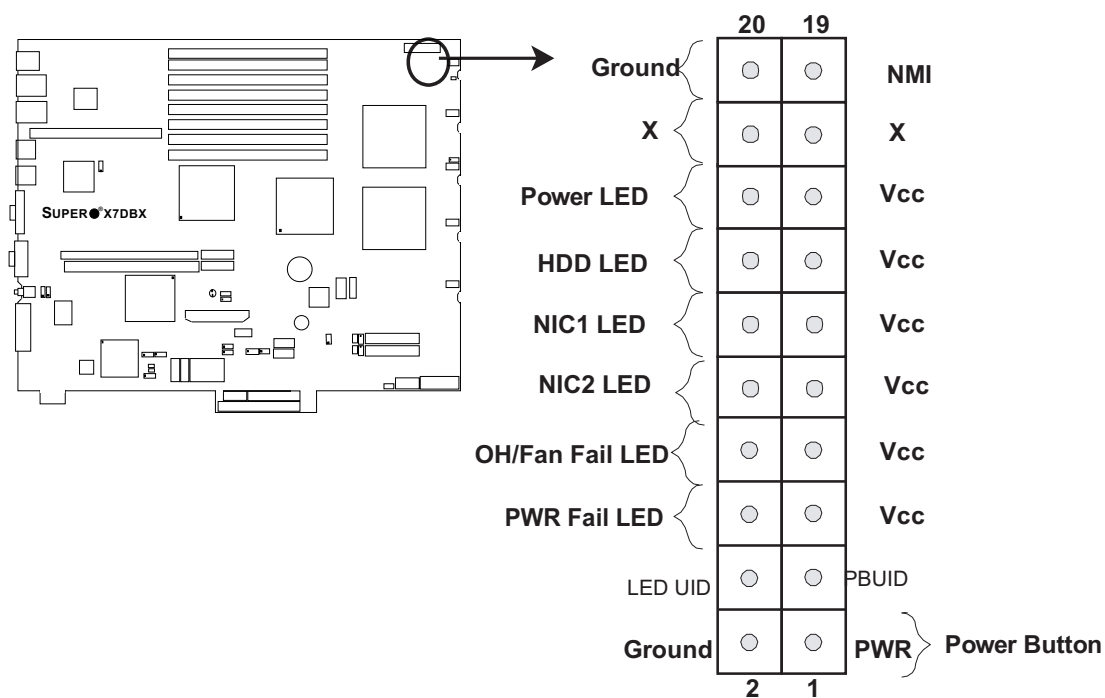 20 19
Ground NMI
X X
Power LED Vcc
HDD LED Vcc
NIC1 LED Vcc
NIC2 LED Vcc
OH/Fan Fail LED Vcc
PWR Fail LED Vcc
LED UID PBUID
Ground PWR Power Button
2 1
SUPER ® X7DBX